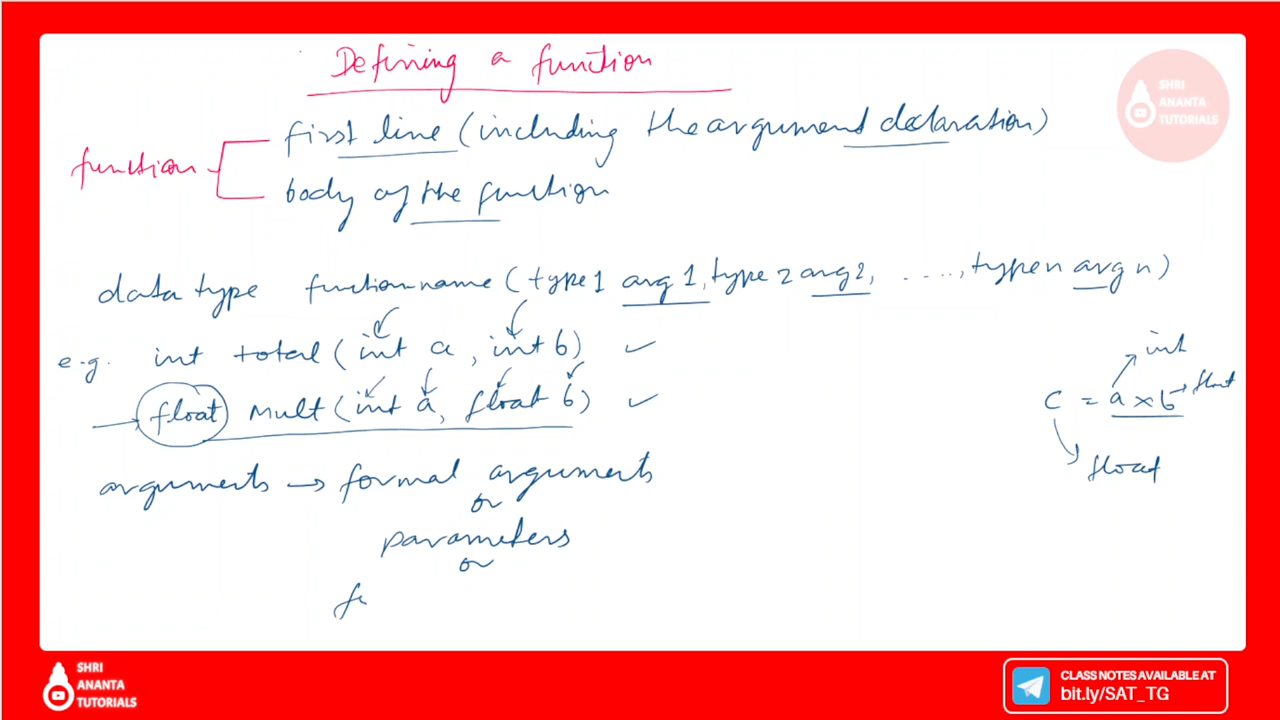 Defining a function
SHRI
ANANTA
TUTORIALS
function
first line (including the argument declaration)
body of the function
data type function name (type 1 arg 1, type 2 arg 2, ....., type n arg n)
e.g. int total (int a, int b) ✓
int
→ float Mult (int a, float b) ✓
c = a × b → float
float
arguments → formal arguments
or
parameters
or
fo
SHRI
ANANTA
TUTORIALS
CLASS NOTES AVAILABLE AT
bit.ly/SAT_TG